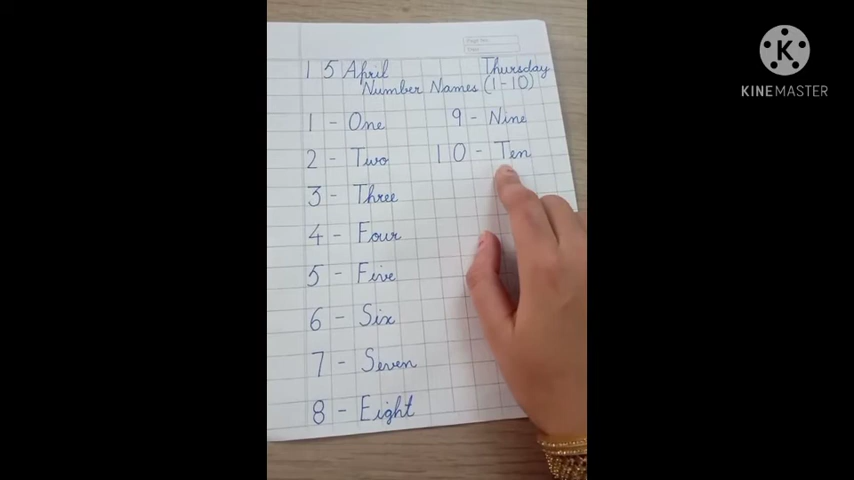 15 April Thursday
Number Names (1-10)
1 - One
2 - Two
3 - Three
4 - Four
5 - Five
6 - Six
7 - Seven
8 - Eight
9 - Nine
10 - Ten
K
KINEMASTER